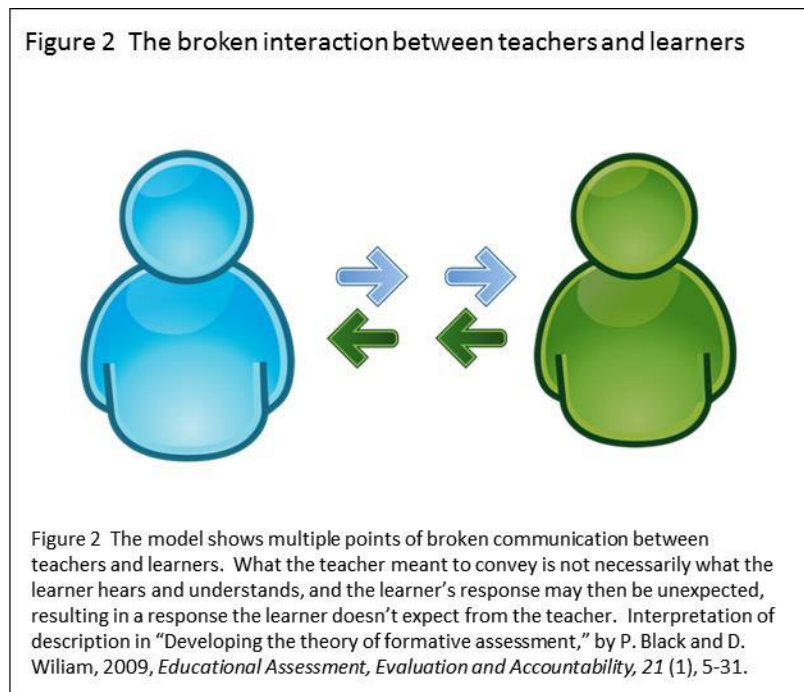 Figure 2  The broken interaction between teachers and learners
Figure 2  The model shows multiple points of broken communication between
teachers and learners.  What the teacher meant to convey is not necessarily what the
learner hears and understands, and the learner’s response may then be unexpected,
resulting in a response the learner doesn’t expect from the teacher.  Interpretation of
description in “Developing the theory of formative assessment,” by P. Black and D.
Wiliam, 2009, Educational Assessment, Evaluation and Accountability, 21 (1), 5-31.